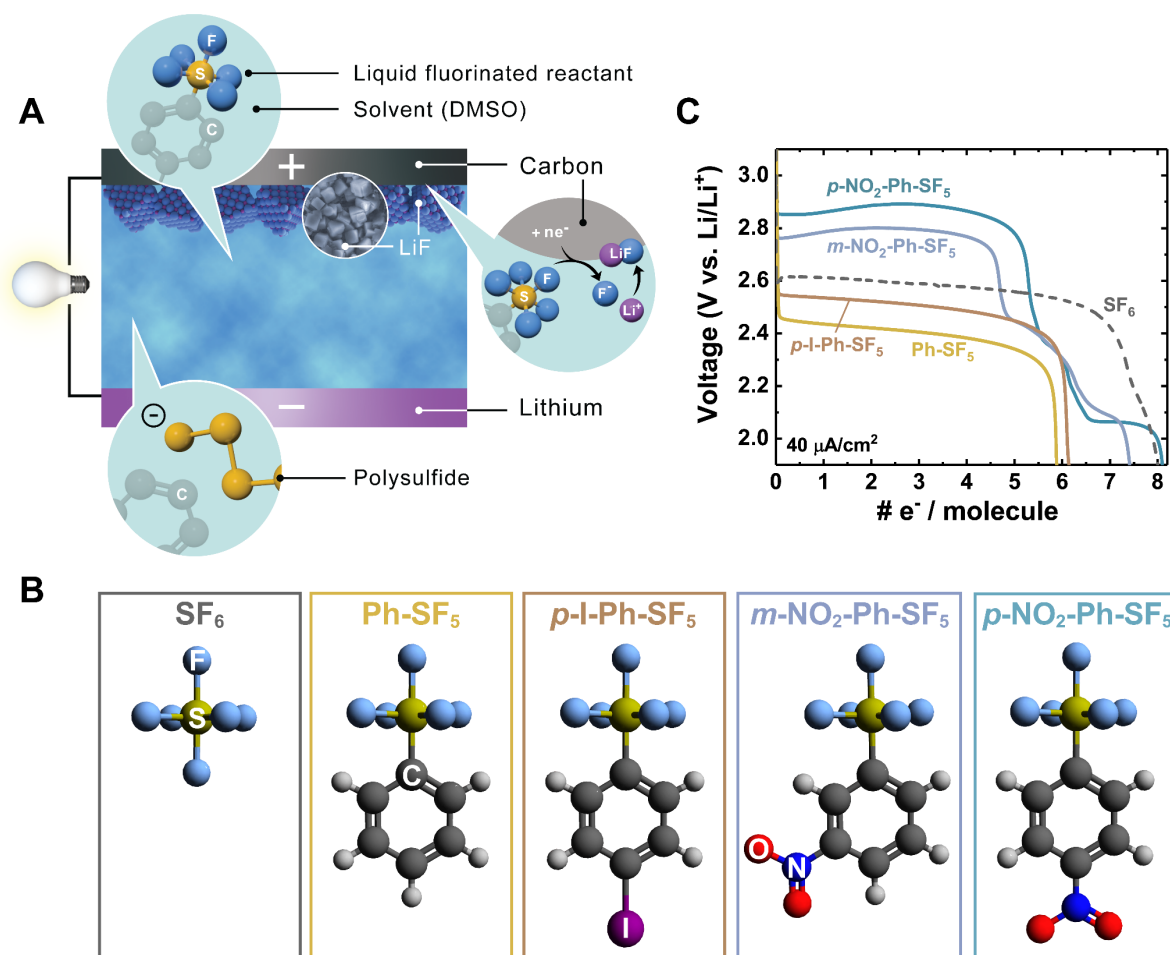 A
F
S
C
Liquid fluorinated reactant
Solvent (DMSO)
+
Carbon
LiF
+ ne⁻
LiF
F
S
F⁻
Li⁺
−
Lithium
−
Polysulfide
C
C
Voltage (V vs. Li/Li⁺)
3.0
2.8
2.6
2.4
2.2
2.0
p-NO₂-Ph-SF₅
m-NO₂-Ph-SF₅
SF₆
p-I-Ph-SF₅
Ph-SF₅
40 μA/cm²
0 1 2 3 4 5 6 7 8
# e⁻ / molecule
B
SF₆
F
S
Ph-SF₅
C
p-I-Ph-SF₅
I
m-NO₂-Ph-SF₅
O
N
p-NO₂-Ph-SF₅